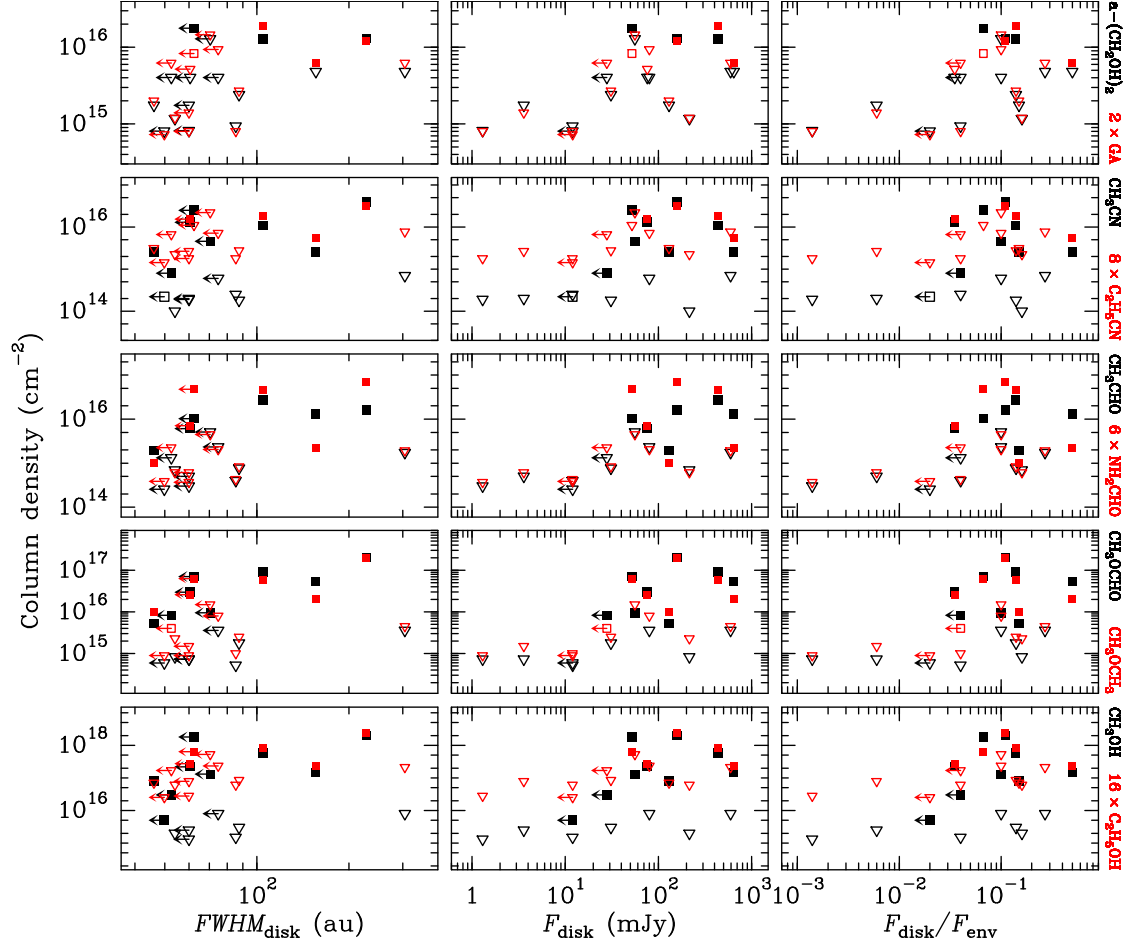 Column density (cm⁻²)
10¹⁶
10¹⁵
a-(CH₂OH)₂ 2 × GA
10¹⁶
10¹⁴
CH₃CN 8 × C₂H₅CN
10¹⁶
10¹⁴
CH₃CHO 6 × NH₂CHO
10¹⁷
10¹⁶
10¹⁵
CH₃OCHO CH₃OCH₃
10¹⁸
10¹⁶
CH₃OH 16 × C₂H₅OH
10²
1 10¹ 10² 10³
10⁻³ 10⁻² 10⁻¹
FWHM_disk (au)
F_disk (mJy)
F_disk/F_env